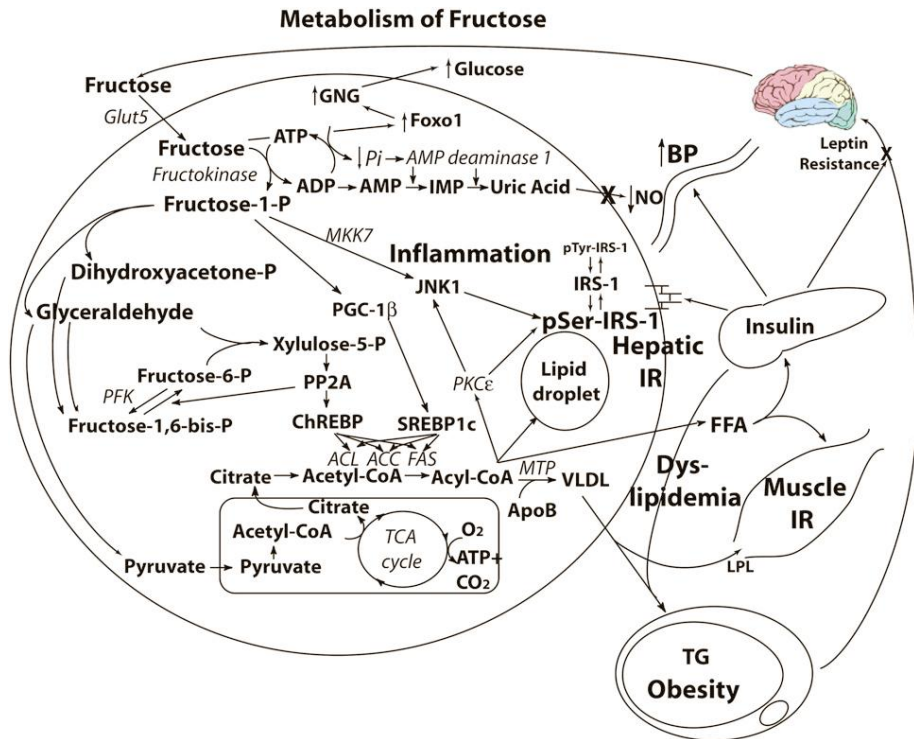 Metabolism of Fructose
Fructose
Glut5
Fructose
Fructokinase
ATP
ADP
↑GNG
↑Glucose
↑Foxo1
↓Pi
AMP deaminase 1
AMP
IMP
Uric Acid
X
↓NO
↑BP
Leptin
Resistance
X
Fructose-1-P
MKK7
Inflammation
JNK1
pTyr-IRS-1
IRS-1
pSer-IRS-1
Hepatic
IR
Insulin
Dihydroxyacetone-P
Glyceraldehyde
PGC-1β
Xylulose-5-P
Fructose-6-P
PFK
Fructose-1,6-bis-P
PP2A
ChREBP
SREBP1c
PKCε
Lipid
droplet
FFA
ACL
ACC
FAS
Citrate
Acetyl-CoA
Acyl-CoA
MTP
ApoB
VLDL
Dys-
lipidemia
Muscle
IR
LPL
Citrate
Acetyl-CoA
Pyruvate
Pyruvate
TCA
cycle
O2
ATP+
CO2
TG
Obesity